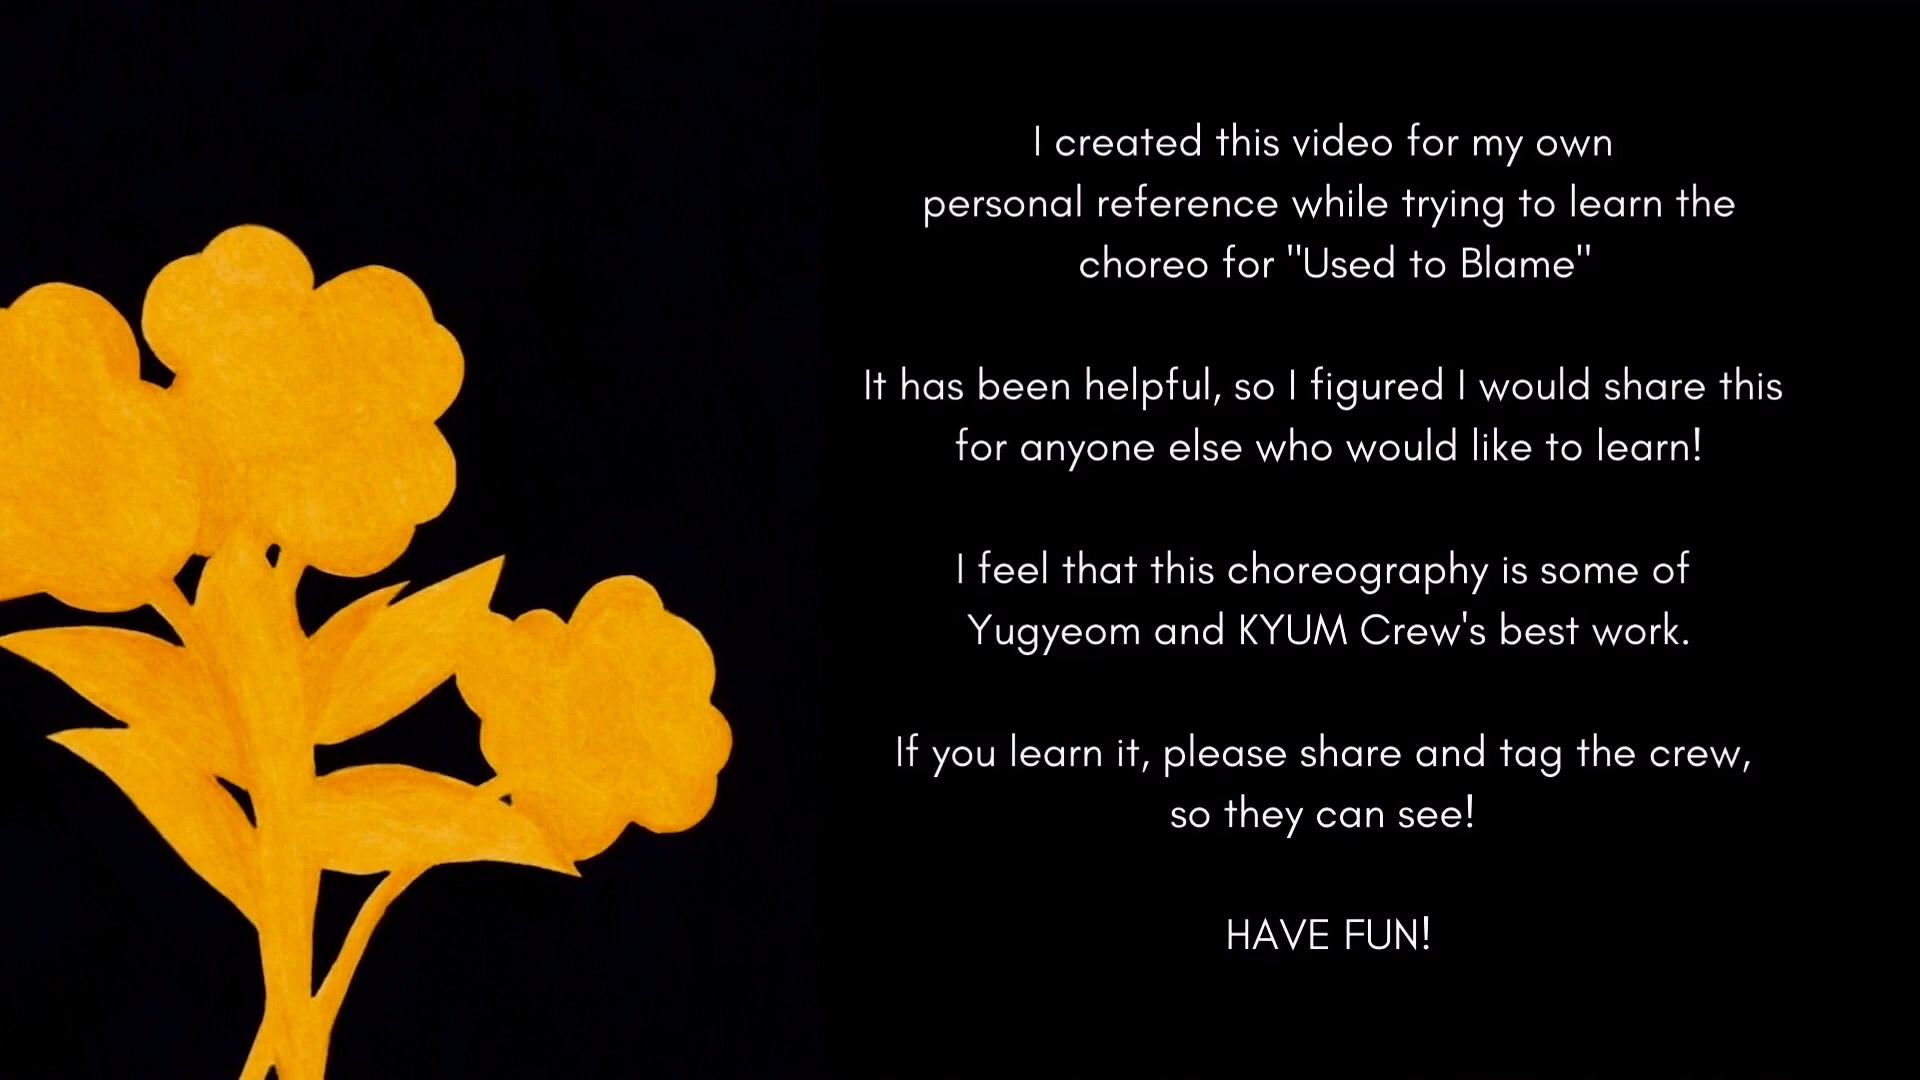 I created this video for my own
personal reference while trying to learn the
choreo for "Used to Blame"
It has been helpful, so I figured I would share this
for anyone else who would like to learn!
I feel that this choreography is some of
Yugyeom and KYUM Crew's best work.
If you learn it, please share and tag the crew,
so they can see!
HAVE FUN!